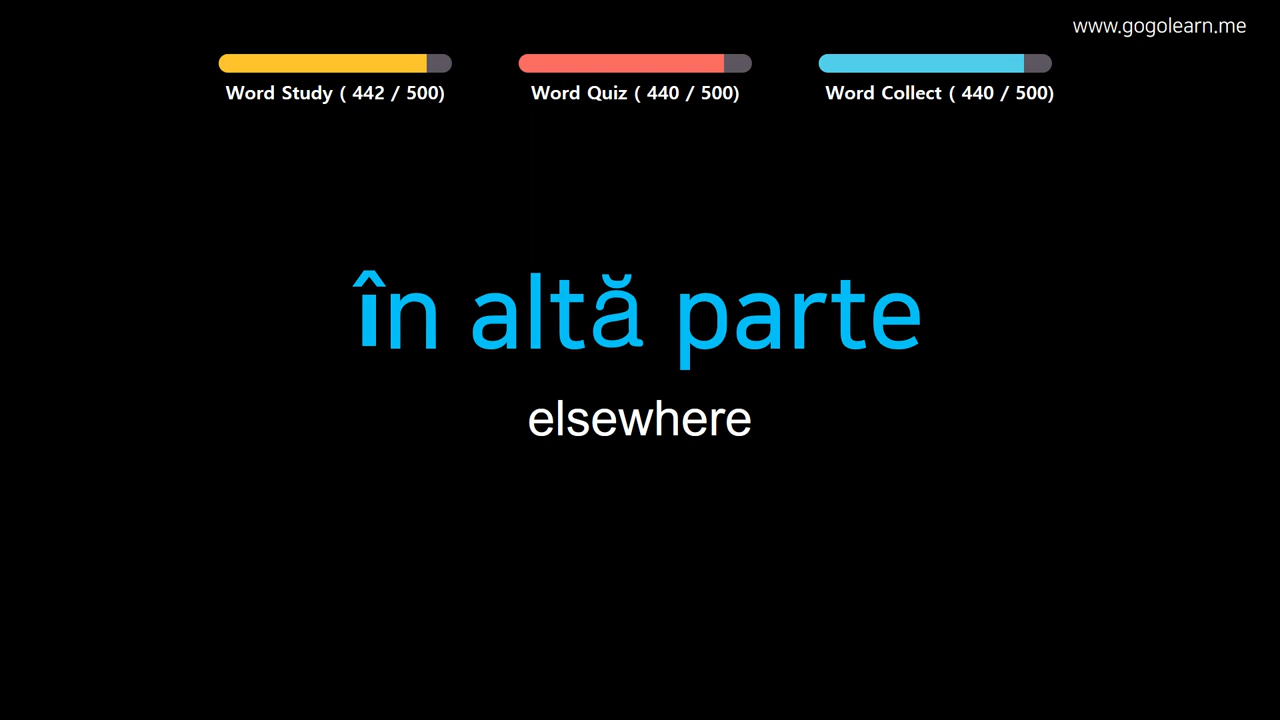 www.gogolearn.me
Word Study ( 442 / 500)
Word Quiz ( 440 / 500)
Word Collect ( 440 / 500)
în altă parte
elsewhere